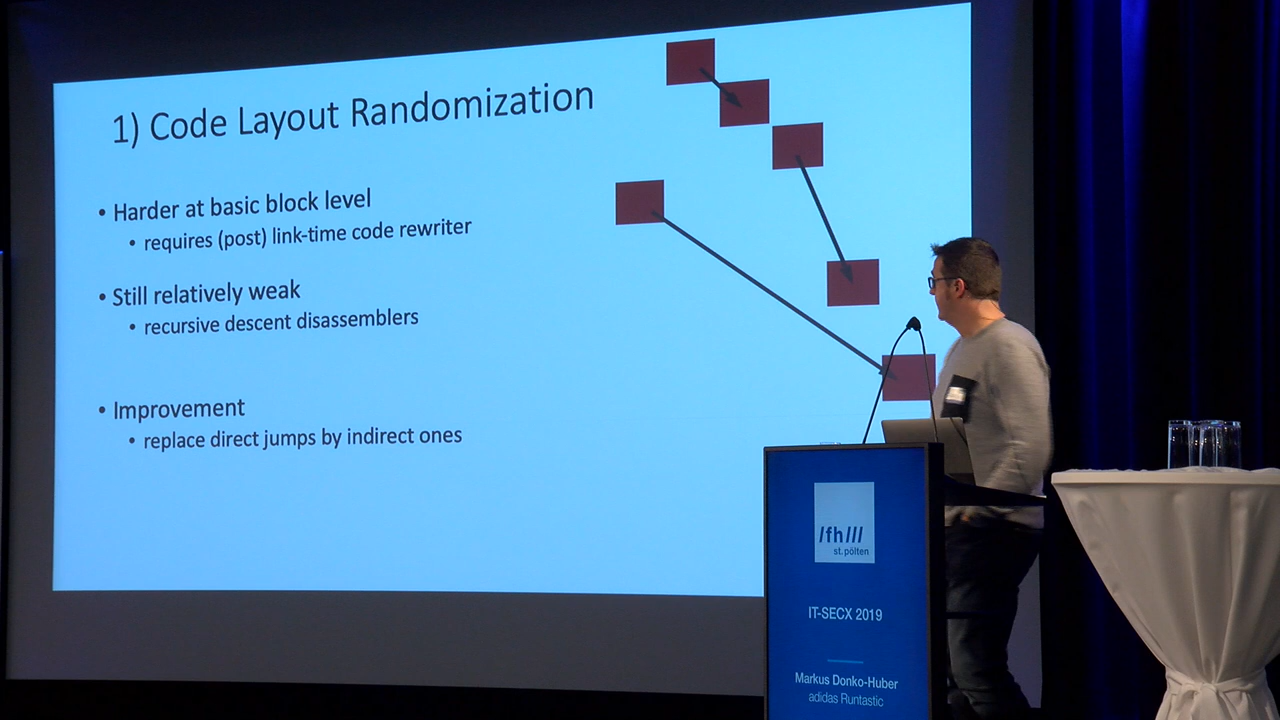 1) Code Layout Randomization
• Harder at basic block level
• requires (post) link-time code rewriter
• Still relatively weak
• recursive descent disassemblers
• Improvement
• replace direct jumps by indirect ones
/fh///
st.pölten
IT-SECX 2019
Markus Donko-Huber
adidas Runtastic